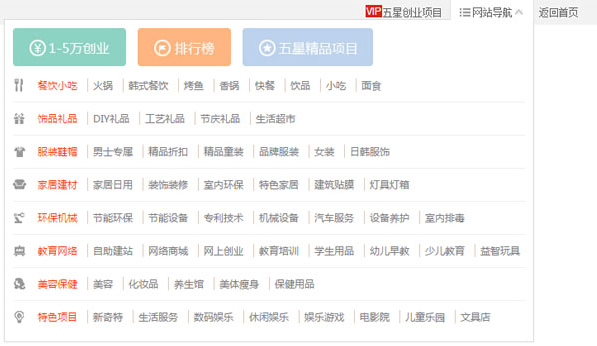 VIP五星创业项目 网站导航 返回首页
1-5万创业 排行榜 五星精品项目
餐饮小吃 火锅 韩式餐饮 烤鱼 香锅 快餐 饮品 小吃 面食
饰品礼品 DIY礼品 工艺礼品 节庆礼品 生活超市
服装鞋帽 男士专属 精品折扣 精品童装 品牌服装 女装 日韩服饰
家居建材 家居日用 装饰装修 室内环保 特色家居 建筑贴膜 灯具灯箱
环保机械 节能环保 节能设备 专利技术 机械设备 汽车服务 设备养护 室内排毒
教育网络 自助建站 网络商城 网上创业 教育培训 学生用品 幼儿早教 少儿教育 益智玩具
美容保健 美容 化妆品 养生馆 美体瘦身 保健用品
特色项目 新奇特 生活服务 数码娱乐 休闲娱乐 娱乐游戏 电影院 儿童乐园 文具店